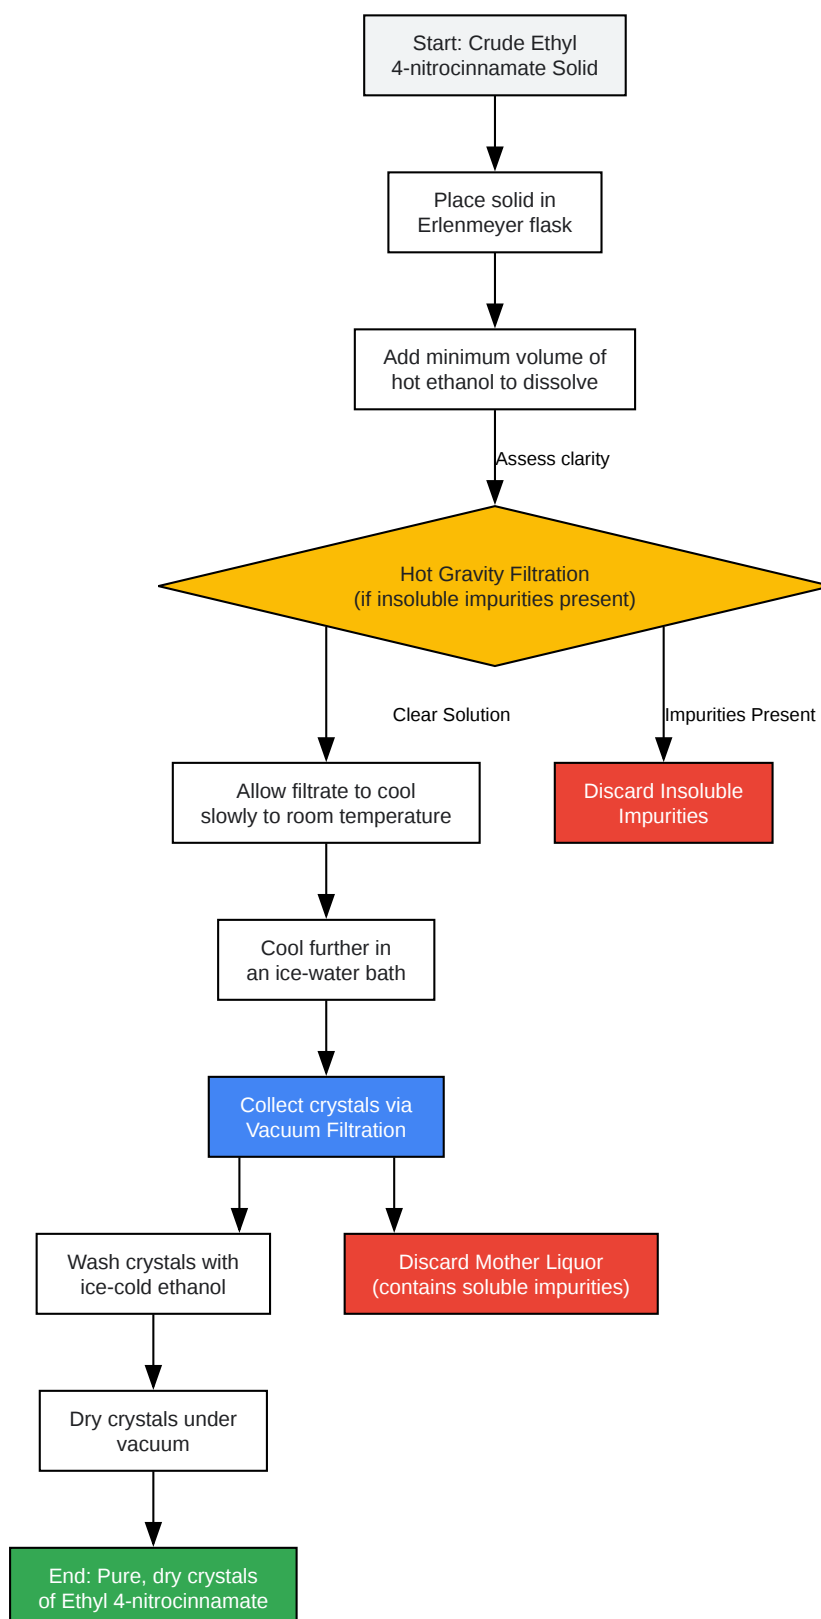 Start: Crude Ethyl
4-nitrocinnamate Solid
Place solid in
Erlenmeyer flask
Add minimum volume of
hot ethanol to dissolve
Assess clarity
Hot Gravity Filtration
(if insoluble impurities present)
Clear Solution
Impurities Present
Allow filtrate to cool
slowly to room temperature
Discard Insoluble
Impurities
Cool further in
an ice-water bath
Collect crystals via
Vacuum Filtration
Wash crystals with
ice-cold ethanol
Discard Mother Liquor
(contains soluble impurities)
Dry crystals under
vacuum
End: Pure, dry crystals
of Ethyl 4-nitrocinnamate